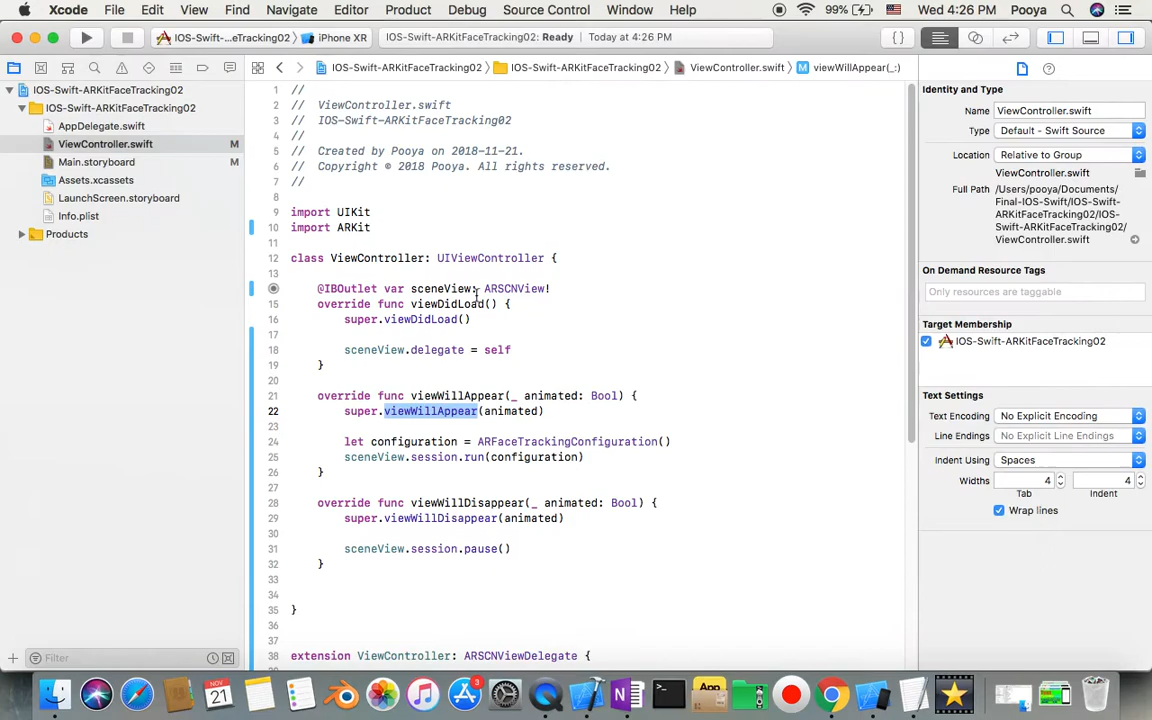 Xcode File Edit View Find Navigate Editor Product Debug Source Control Window Help 99% Wed 4:26 PM Pooya
IOS-Swift-...eTracking02 〉 iPhone XR IOS-Swift-ARKitFaceTracking02: Ready | Today at 4:26 PM
IOS-Swift-ARKitFaceTracking02 〉 IOS-Swift-ARKitFaceTracking02 〉 ViewController.swift 〉 M viewWillAppear(_:)
IOS-Swift-ARKitFaceTracking02
IOS-Swift-ARKitFaceTracking02
AppDelegate.swift
ViewController.swift M
Main.storyboard M
Assets.xcassets
LaunchScreen.storyboard
Info.plist
Products
Filter
1 //
2 // ViewController.swift
3 // IOS-Swift-ARKitFaceTracking02
4 //
5 // Created by Pooya on 2018-11-21.
6 // Copyright © 2018 Pooya. All rights reserved.
7 //
8
9 import UIKit
10 import ARKit
11
12 class ViewController: UIViewController {
13
@IBOutlet var sceneView: ARSCNView!
15 override func viewDidLoad() {
16 super.viewDidLoad()
17
18 sceneView.delegate = self
19 }
20
21 override func viewWillAppear(_ animated: Bool) {
22 super.viewWillAppear(animated)
23
24 let configuration = ARFaceTrackingConfiguration()
25 sceneView.session.run(configuration)
26 }
27
28 override func viewWillDisappear(_ animated: Bool) {
29 super.viewWillDisappear(animated)
30
31 sceneView.session.pause()
32 }
33
34
35 }
36
37
38 extension ViewController: ARSCNViewDelegate {
Identity and Type
Name ViewController.swift
Type Default - Swift Source
Location Relative to Group
ViewController.swift
Full Path /Users/pooya/Documents/
Final-IOS-Swift/IOS-Swift-
ARKitFaceTracking02/IOS-
Swift-ARKitFaceTracking02/
ViewController.swift
On Demand Resource Tags
Only resources are taggable
Target Membership
IOS-Swift-ARKitFaceTracking02
Text Settings
Text Encoding No Explicit Encoding
Line Endings No Explicit Line Endings
Indent Using Spaces
Widths 4 4
Tab Indent
Wrap lines
NOV
21
3
App